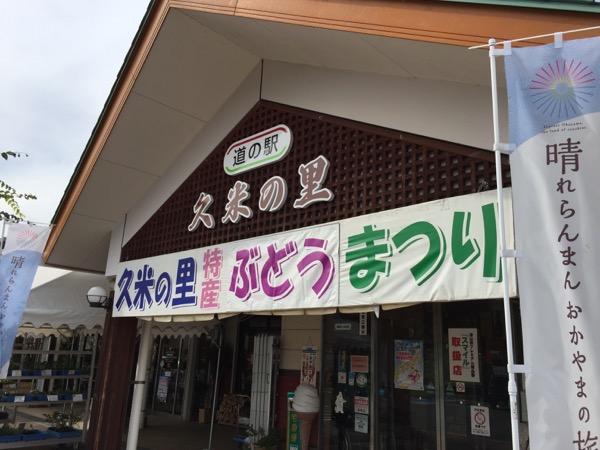 道の駅
久米の里
久米の里 特産 ぶどう まつり
晴れらんまんおかやまの旅
晴れらんまん
スマイル
取扱店